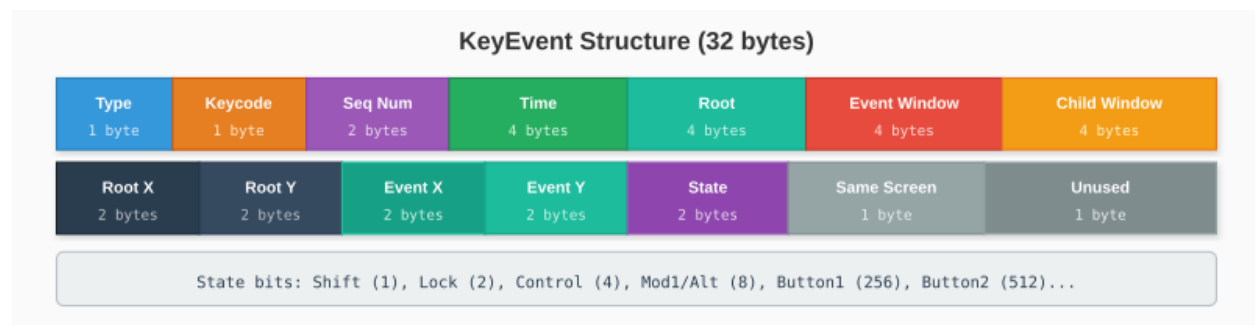 KeyEvent Structure (32 bytes)
Type Keycode Seq Num Time Root Event Window Child Window
1 byte 1 byte 2 bytes 4 bytes 4 bytes 4 bytes 4 bytes
Root X Root Y Event X Event Y State Same Screen Unused
2 bytes 2 bytes 2 bytes 2 bytes 2 bytes 1 byte 1 byte
State bits: Shift (1), Lock (2), Control (4), Mod1/Alt (8), Button1 (256), Button2 (512)...